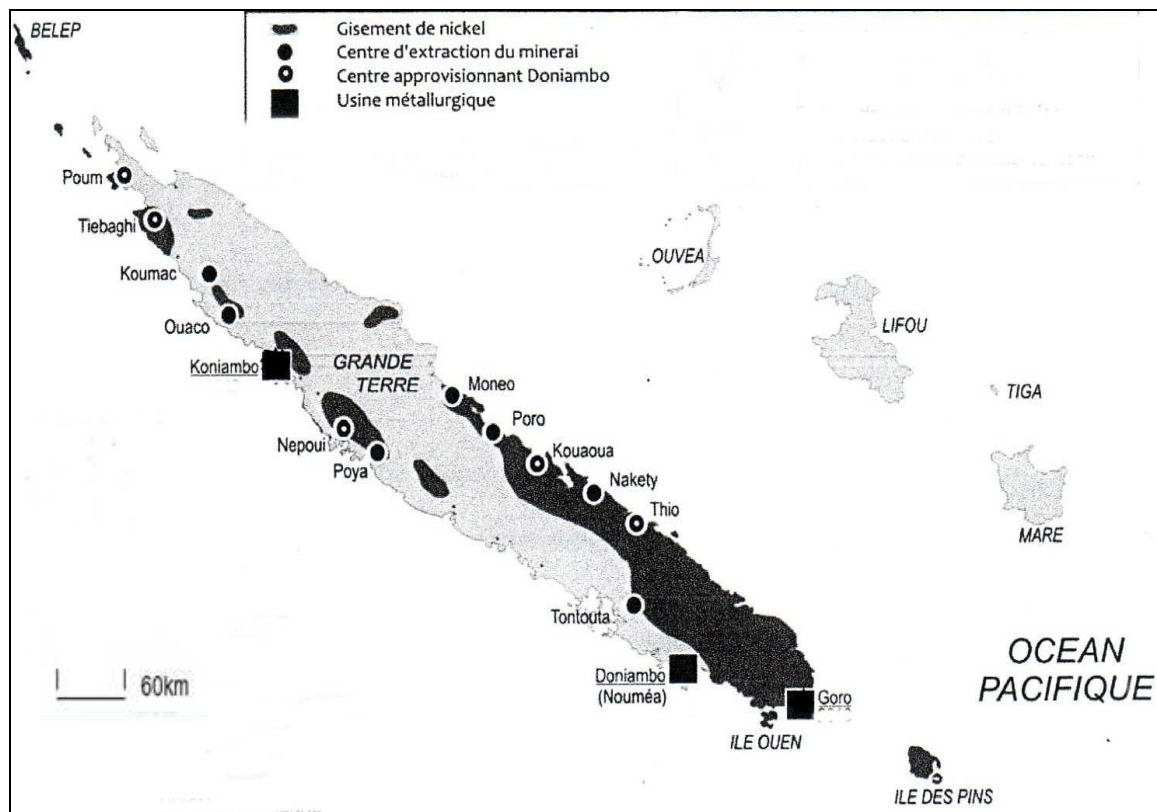 BELEP
Gisement de nickel
Centre d'extraction du minerai
Centre approvisionnant Doniambo
Usine métallurgique
Poum
Tiebaghi
Koumac
Ouaco
Koniambo
GRANDE
TERRE
Nepoui
Poya
Moneo
Poro
Kouaoua
Nakety
Thio
Tontouta
Doniambo
(Nouméa)
Goro
OUVEA
LIFOU
TIGA
MARE
OCEAN
PACIFIQUE
ILE OUEN
ILE DES PINS
60km